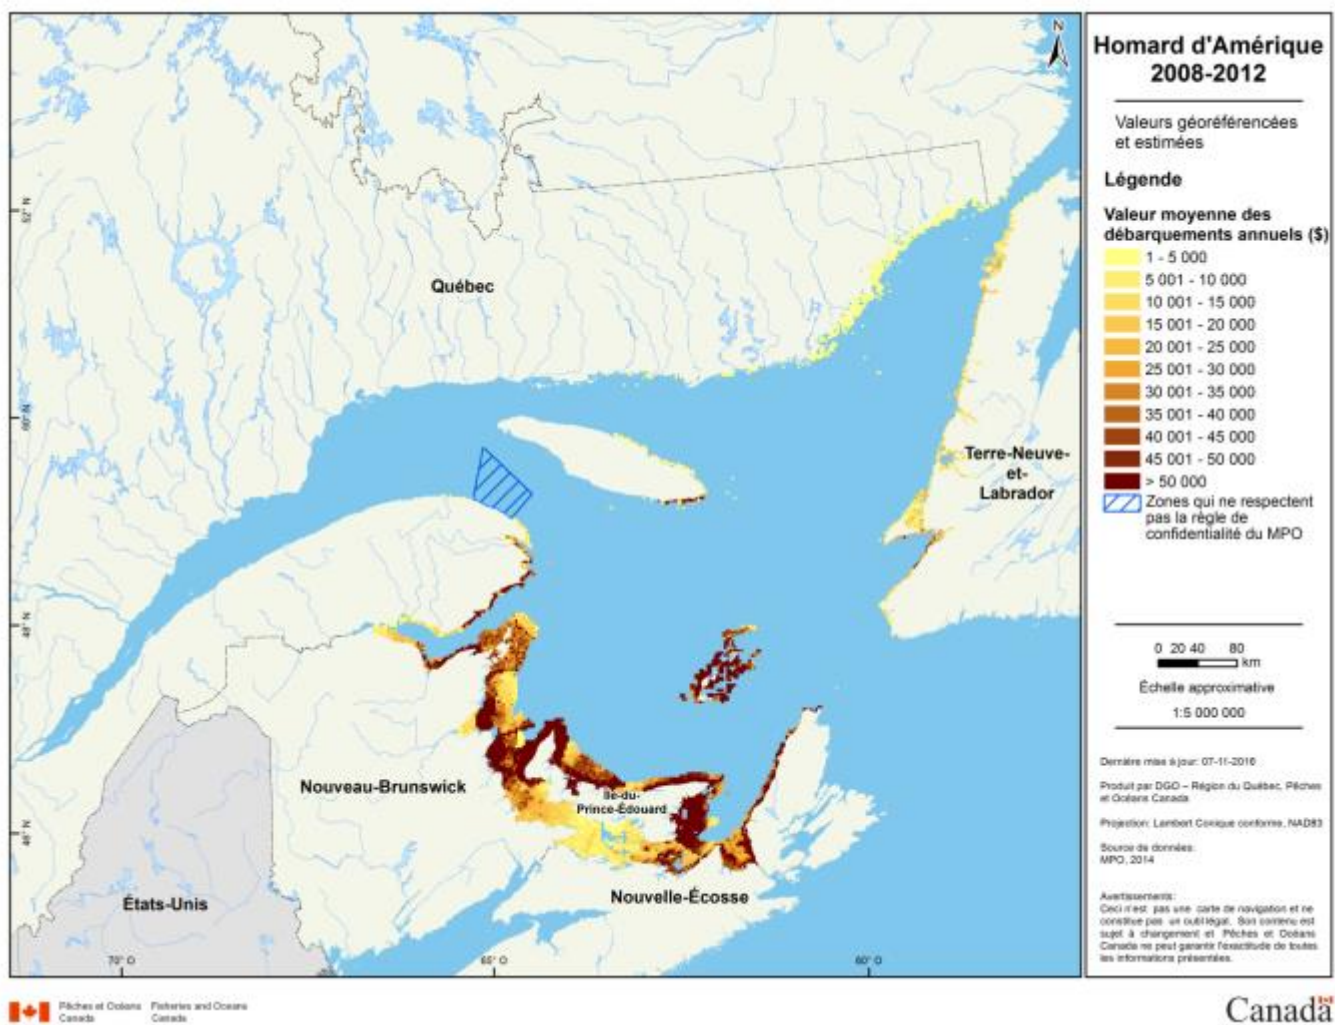 Homard d'Amérique
2008-2012
Valeurs géoréférencées
et estimées
Légende
Valeur moyenne des
débarquements annuels ($)
1 - 5 000
5 001 - 10 000
10 001 - 15 000
15 001 - 20 000
20 001 - 25 000
25 001 - 30 000
30 001 - 35 000
35 001 - 40 000
40 001 - 45 000
45 001 - 50 000
> 50 000
Zones qui ne respectent
pas la règle de
confidentialité du MPO
0 20 40 80
km
Échelle approximative
1:5 000 000
Dernière mise à jour: 07-11-2016
Produit par DGO – Région du Québec, Pêches
et Océans Canada
Projection: Lambert Conique conforme, NAD83
Source de données:
MPO, 2014
Avertissements:
Ceci n'est pas une carte de navigation et ne
constitue pas un outil légal. Son contenu est
sujet à changement et Pêches et Océans
Canada ne peut garantir l'exactitude de toutes
les informations présentées.
N
Québec
Terre-Neuve-
et-
Labrador
Nouveau-Brunswick
Île-du-
Prince-Édouard
Nouvelle-Écosse
États-Unis
52° N
48° N
46° N
70° O
65° O
60° O
Pêches et Océans
Canada
Fisheries and Oceans
Canada
Canada